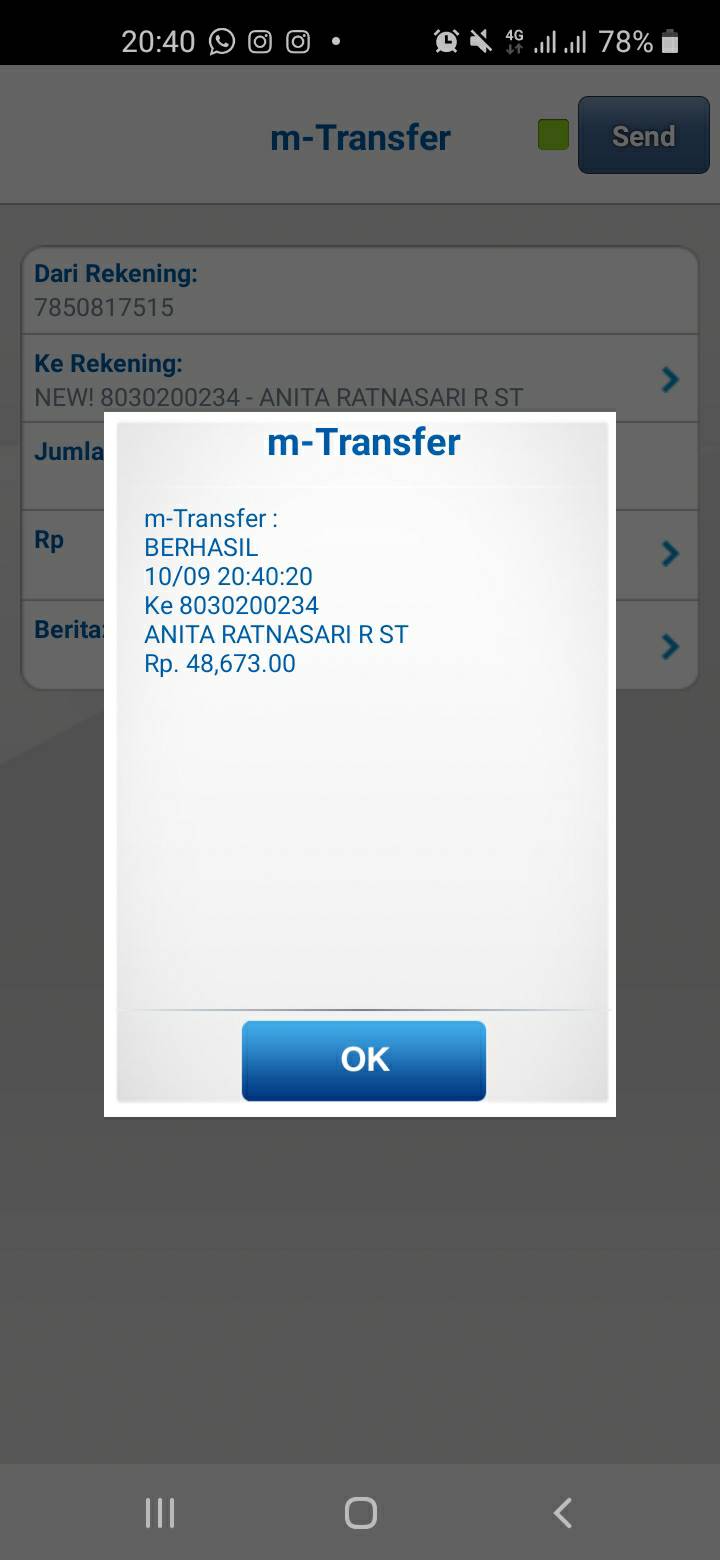 20:40
4G
78%
m-Transfer
Send
Dari Rekening:
7850817515
Ke Rekening:
NEW! 8030200234 - ANITA RATNASARI R ST
Jumla
Rp
Berita:
m-Transfer
m-Transfer :
BERHASIL
10/09 20:40:20
Ke 8030200234
ANITA RATNASARI R ST
Rp. 48,673.00
OK